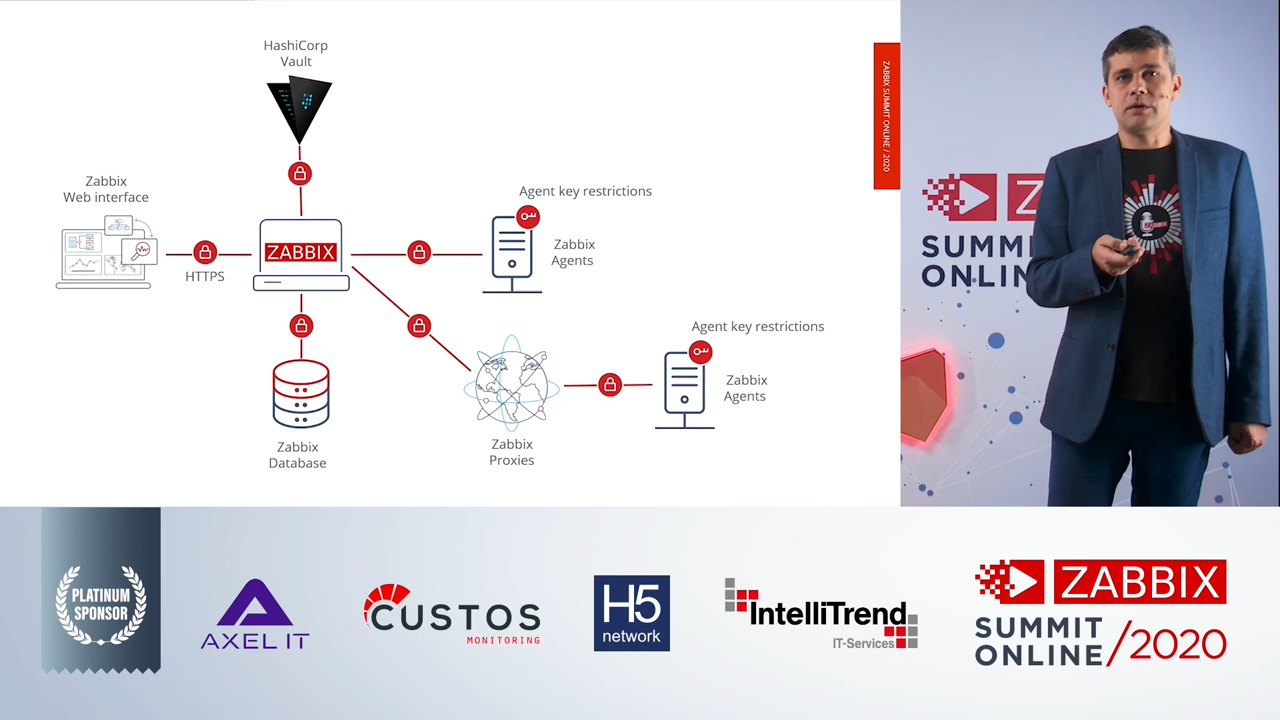 HashiCorp
Vault
Zabbix
Web interface
HTTPS
ZABBIX
Agent key restrictions
Zabbix
Agents
Agent key restrictions
Zabbix
Agents
Zabbix
Database
Zabbix
Proxies
ZABBIX SUMMIT ONLINE / 2020
Z
SUMMI
ONLIN
ZABBIX
PLATINUM
SPONSOR
AXEL IT
CUSTOS
MONITORING
H5
network
IntelliTrend
IT-Services
ZABBIX
SUMMIT
ONLINE/2020